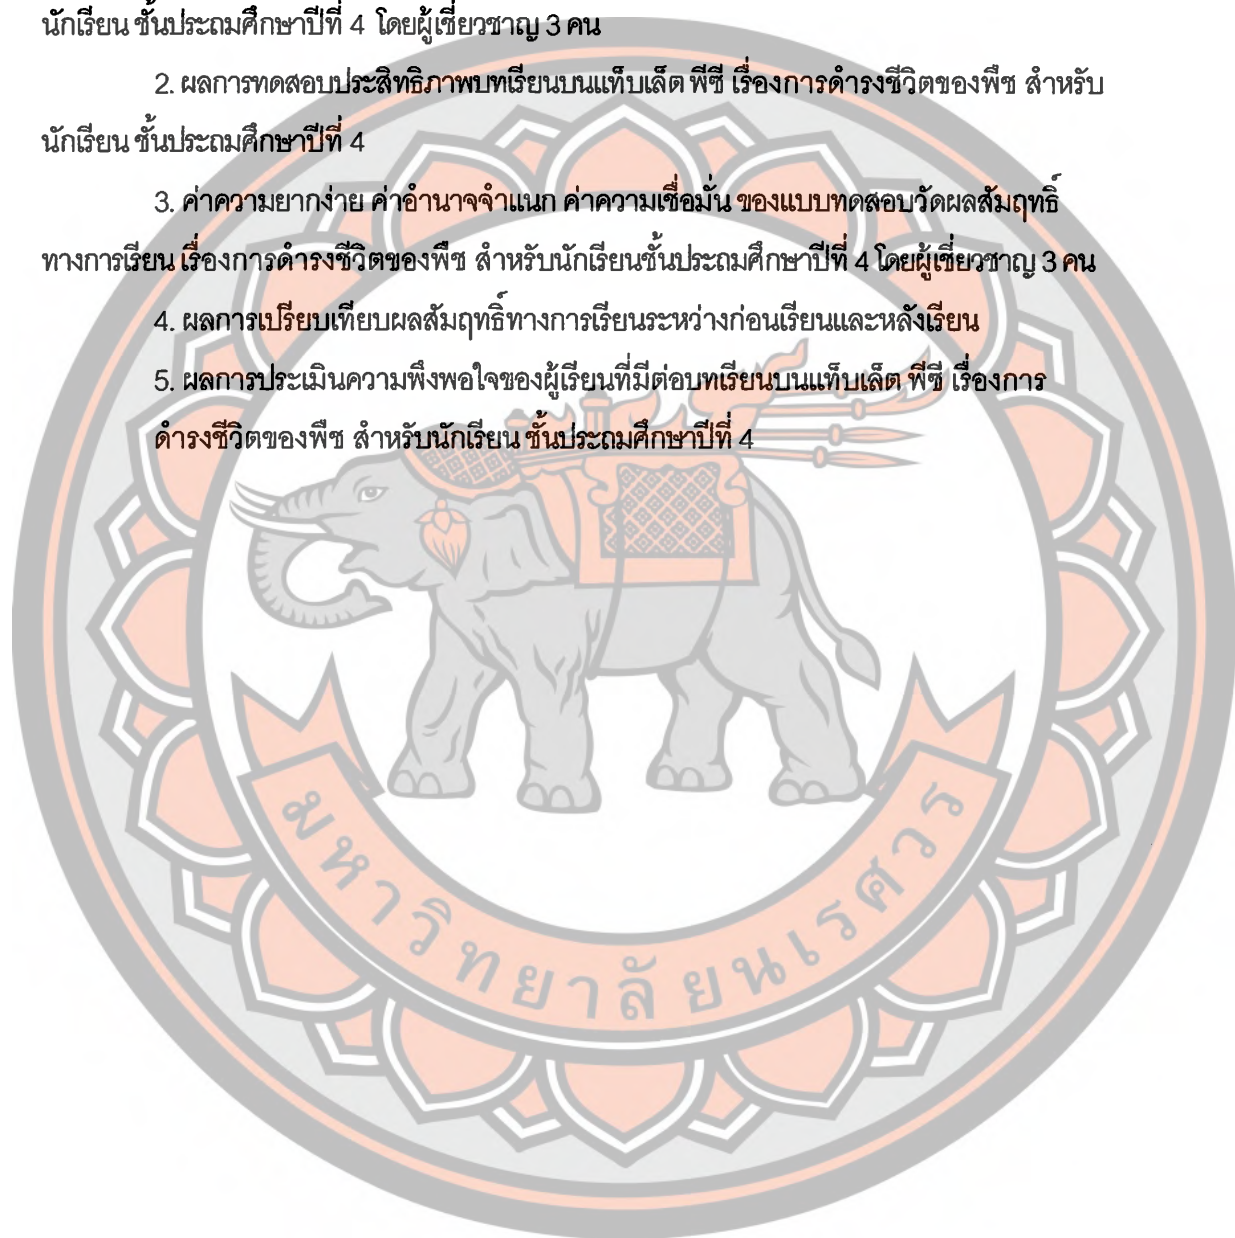 นักเรียน ชั้นประถมศึกษาปีที่ 4 โดยผู้เชี่ยวชาญ 3 คน
2. ผลการทดสอบประสิทธิภาพบทเรียนบนแท็บเล็ต พีซี เรื่องการดำรงชีวิตของพืช สำหรับ
นักเรียน ชั้นประถมศึกษาปีที่ 4
3. ค่าความยากง่าย ค่าอำนาจจำแนก ค่าความเชื่อมั่น ของแบบทดสอบวัดผลสัมฤทธิ์
ทางการเรียน เรื่องการดำรงชีวิตของพืช สำหรับนักเรียนชั้นประถมศึกษาปีที่ 4 โดยผู้เชี่ยวชาญ 3 คน
4. ผลการเปรียบเทียบผลสัมฤทธิ์ทางการเรียนระหว่างก่อนเรียนและหลังเรียน
5. ผลการประเมินความพึงพอใจของผู้เรียนที่มีต่อบทเรียนบนแท็บเล็ต พีซี เรื่องการ
ดำรงชีวิตของพืช สำหรับนักเรียน ชั้นประถมศึกษาปีที่ 4
มหาวิทยาลัยนเรศวร